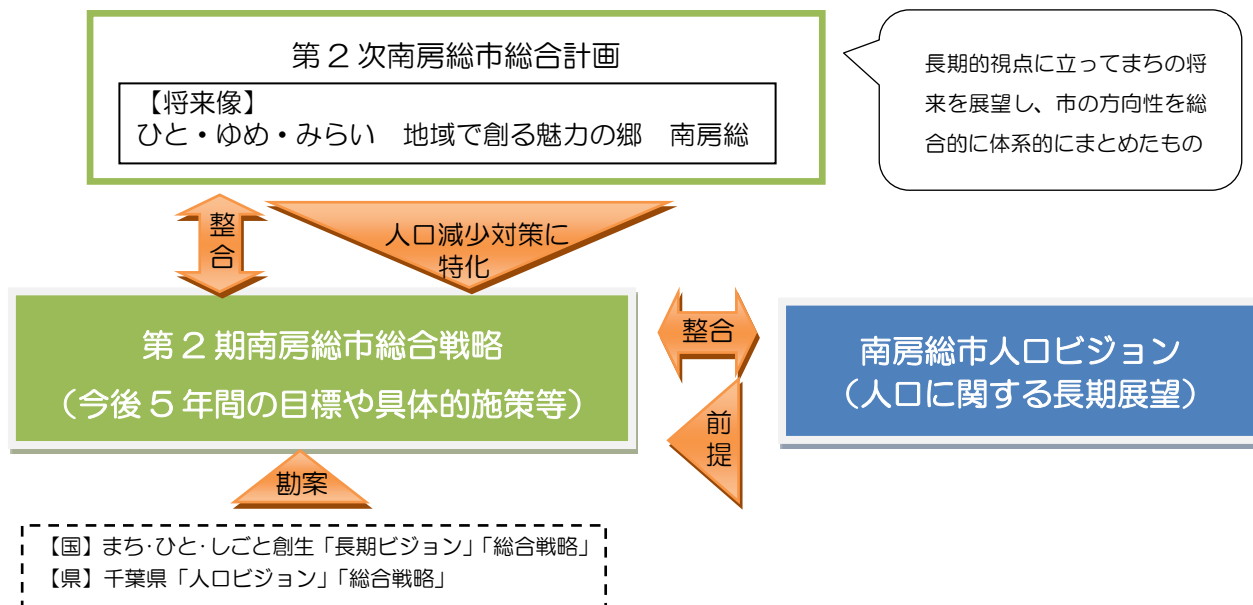 第２次南房総市総合計画
【将来像】
ひと・ゆめ・みらい　地域で創る魅力の郷　南房総
長期的視点に立ってまちの将
来を展望し、市の方向性を総
合的に体系的にまとめたもの
整
合
人口減少対策に
特化
第２期南房総市総合戦略
（今後５年間の目標や具体的施策等）
整合
南房総市人口ビジョン
（人口に関する長期展望）
前
提
勘案
【国】まち･ひと･しごと創生「長期ビジョン」「総合戦略」
【県】千葉県「人口ビジョン」「総合戦略」